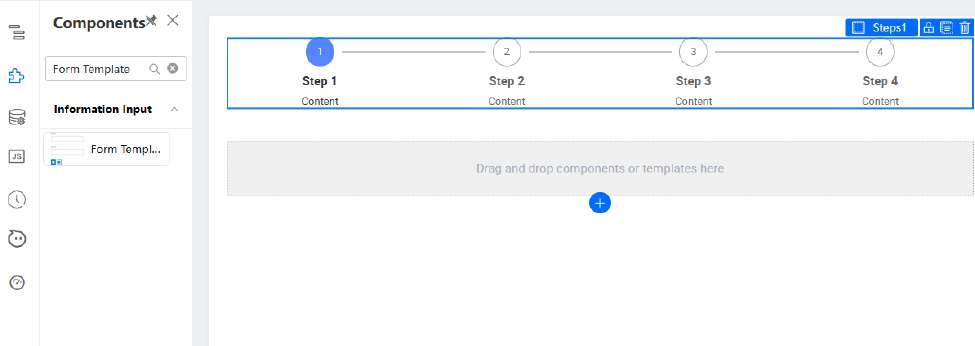 Components
Form Template
Information Input
Form Templ...
JS
Steps1
1
2
3
4
Step 1
Step 2
Step 3
Step 4
Content
Content
Content
Content
Drag and drop components or templates here